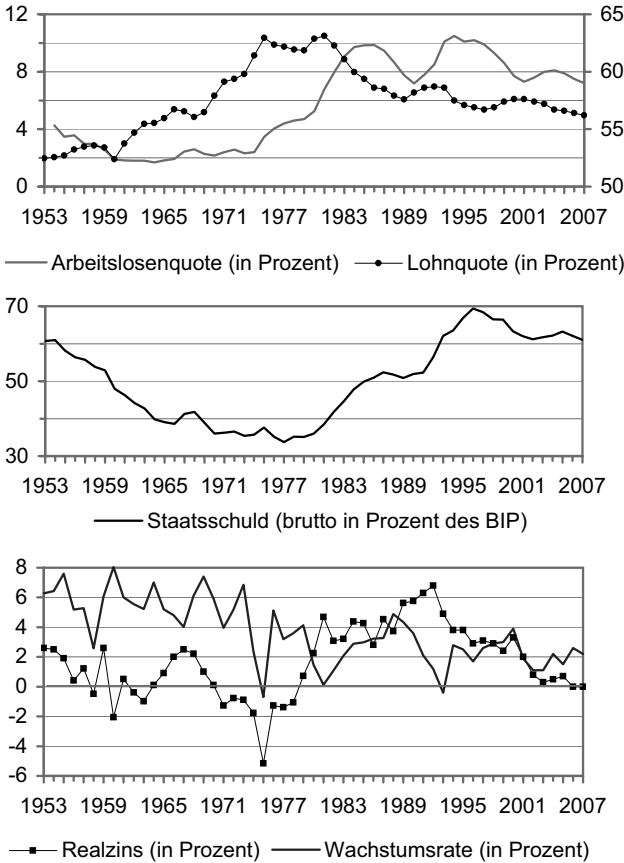 12 65
8 60
4 55
0 50
1953 1959 1965 1971 1977 1983 1989 1995 2001 2007
Arbeitslosenquote (in Prozent) Lohnquote (in Prozent)
70
50
30
1953 1959 1965 1971 1977 1983 1989 1995 2001 2007
Staatsschuld (brutto in Prozent des BIP)
8
6
4
2
0
-2
-4
-6
1953 1959 1965 1971 1977 1983 1989 1995 2001 2007
Realzins (in Prozent) Wachstumsrate (in Prozent)